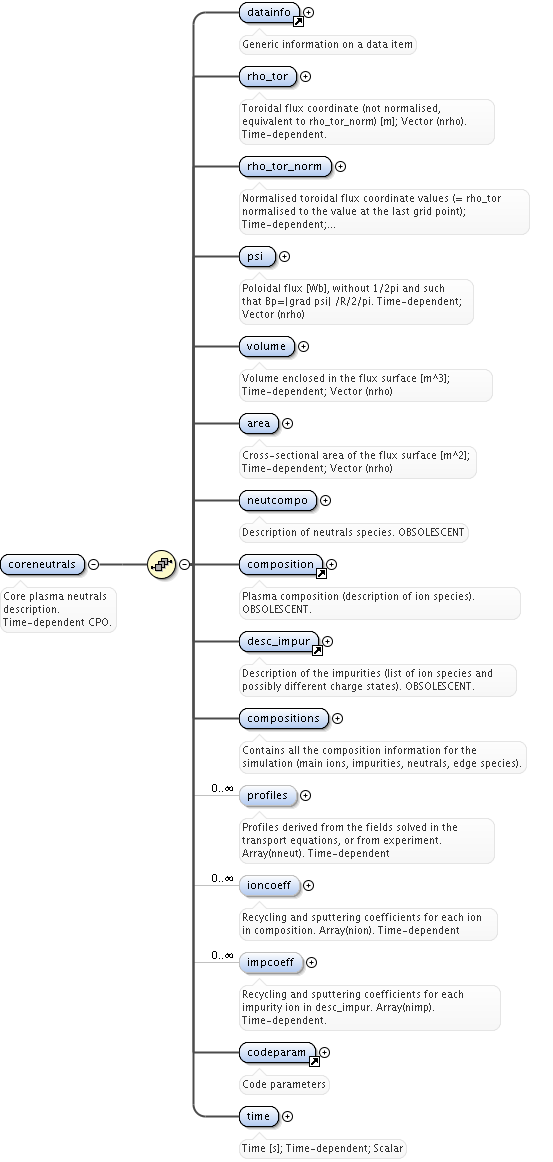 datainfo
Generic information on a data item
rho_tor
Toroidal flux coordinate (not normalised,
equivalent to rho_tor_norm) [m]; Vector (nrho).
Time-dependent.
rho_tor_norm
Normalised toroidal flux coordinate values (= rho_tor
normalised to the value at the last grid point);
Time-dependent;...
psi
Poloidal flux [Wb], without 1/2pi and such
that Bp=|grad psi| /R/2/pi. Time-dependent;
Vector (nrho)
volume
Volume enclosed in the flux surface [m^3];
Time-dependent; Vector (nrho)
area
Cross-sectional area of the flux surface [m^2];
Time-dependent; Vector (nrho)
neutcompo
Description of neutrals species. OBSOLESCENT
coreneutrals
Core plasma neutrals
description.
Time-dependent CPO.
composition
Plasma composition (description of ion species).
OBSOLESCENT.
desc_impur
Description of the impurities (list of ion species and
possibly different charge states). OBSOLESCENT.
compositions
Contains all the composition information for the
simulation (main ions, impurities, neutrals, edge species).
0..∞
profiles
Profiles derived from the fields solved in the
transport equations, or from experiment.
Array(nneut). Time-dependent
0..∞
ioncoeff
Recycling and sputtering coefficients for each ion
in composition. Array(nion). Time-dependent
0..∞
impcoeff
Recycling and sputtering coefficients for each
impurity ion in desc_impur. Array(nimp).
Time-dependent.
codeparam
Code parameters
time
Time [s]; Time-dependent; Scalar